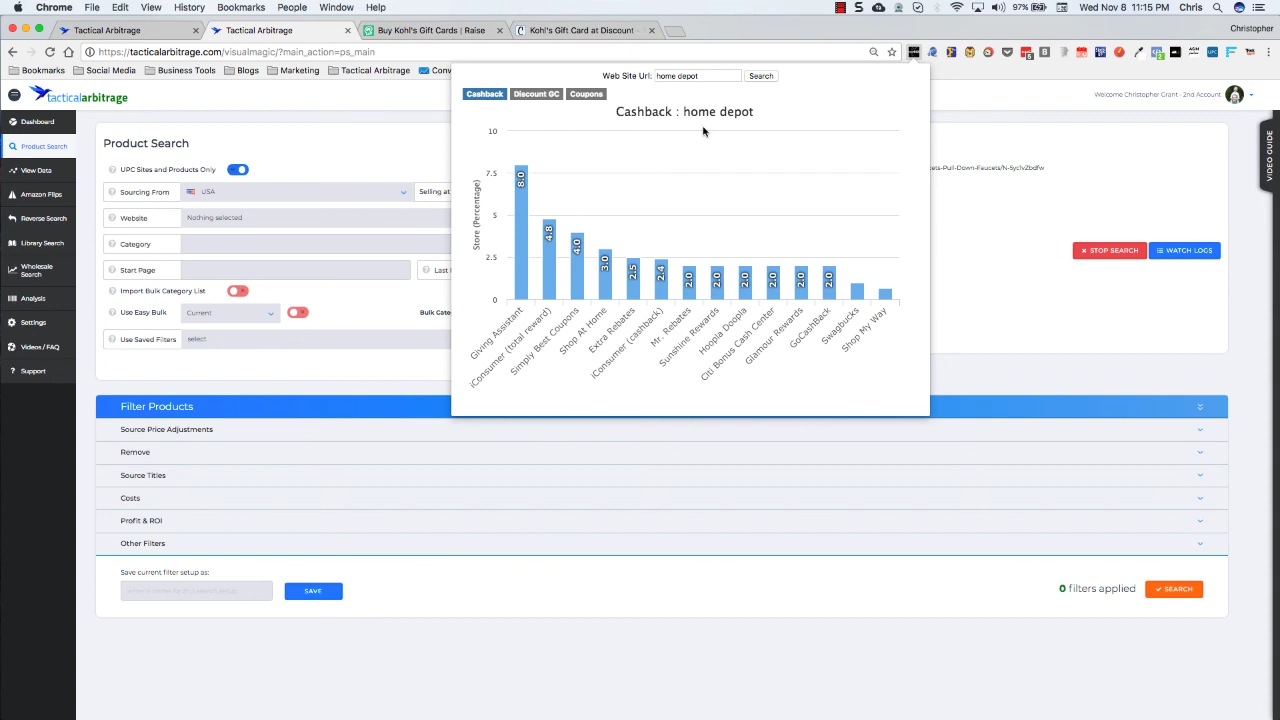 Chrome File Edit View History Bookmarks People Window Help 97% Wed Nov 8 11:15 PM Chris
Tactical Arbitrage Tactical Arbitrage Buy Kohl's Gift Cards | Raise Kohl's Gift Card at Discount - Christopher
https://tacticalarbitrage.com/visualmagic/?main_action=ps_main
Bookmarks Social Media Business Tools Blog Marketing Tactical Arbitrage Conv
Web Site Url: home depot Search
tacticalarbitrage
Welcome Christopher Grant - 2nd Account
Cashback Discount GC Coupons
Cashback : home depot
Dashboard
Product Search
View Data
Amazon Flips
Reverse Search
Library Search
Wholesale
Search
Analysis
Settings
Videos / FAQ
Support
Product Search
UPC Sites and Products Only
Sourcing From USA Selling at
Website Nothing selected
Category
Start Page Last
Import Bulk Category List
Use Easy Bulk Current Bulk Cate
Use Saved Filters select
Store (Percentage)
10
7.5
5
2.5
0
8.0 4.8 4.0 3.0 2.5 2.4 2.0 2.0 2.0 2.0 2.0 2.0
Giving Assistant
iConsumer (total reward)
Simply Best Coupons
Shop At Home
Extra Rebates
iConsumer (cashback)
Mr. Rebates
Sunshine Rewards
Hoopla Doopla
Citi Bonus Cash Center
Glamour Rewards
GoCashBack
Swagbucks
Shop My Way
STOP SEARCH WATCH LOGS
VIDEO GUIDE
Filter Products
Source Price Adjustments
Remove
Source Titles
Costs
Profit & ROI
Other Filters
Save current filter setup as:
SAVE
0 filters applied SEARCH